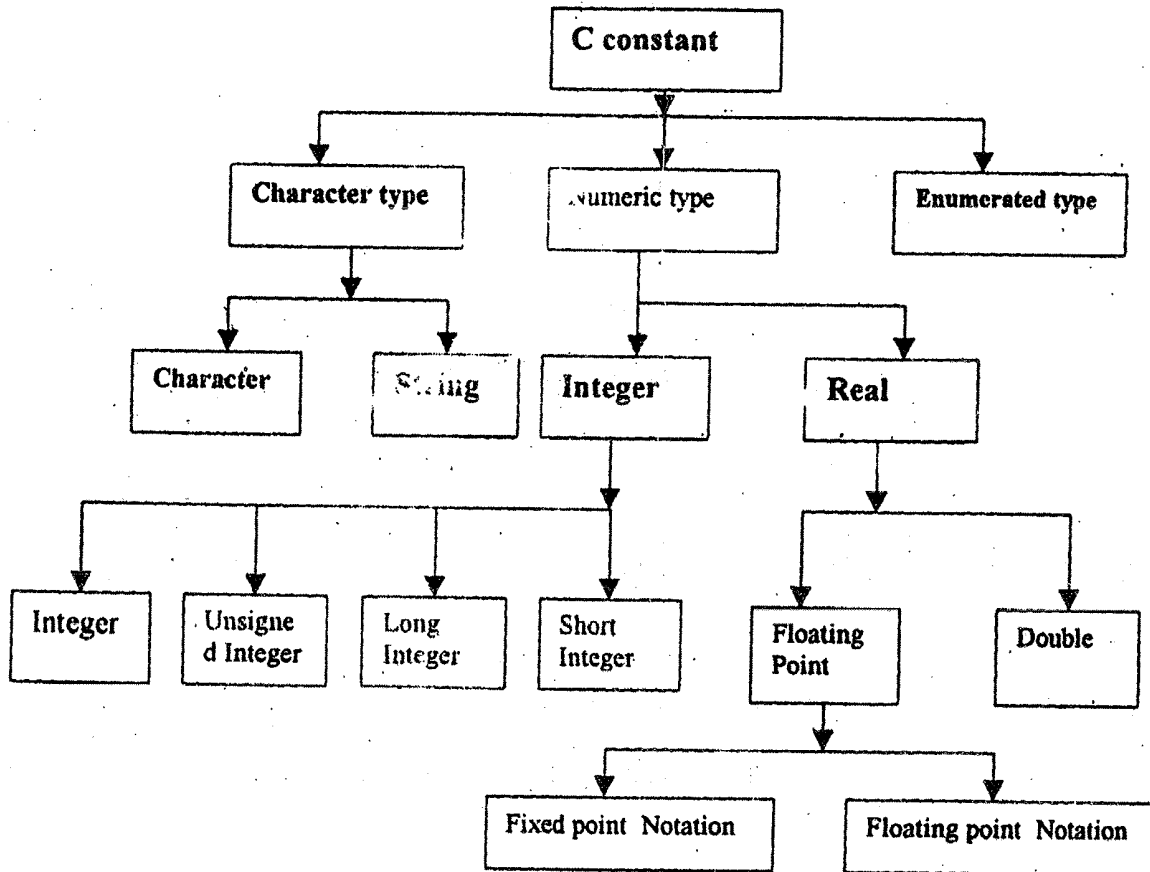 C constant
Character type
Numeric type
Enumerated type
Character
String
Integer
Real
Integer
Unsigne
d Integer
Long
Integer
Short
Integer
Floating
Point
Double
Fixed point Notation
Floating point Notation